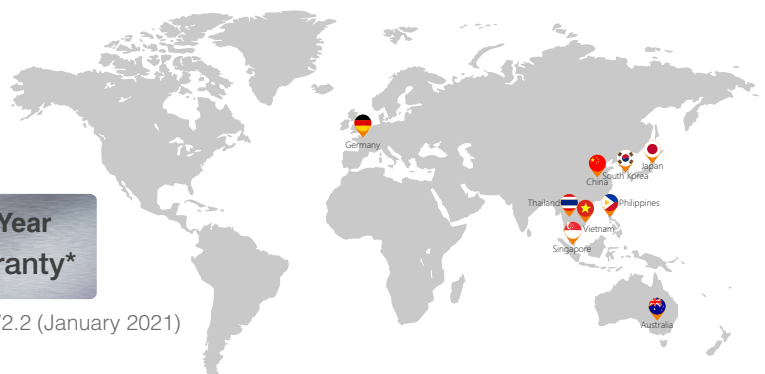 Germany
Japan
South Korea
China
Thailand
Philippines
Vietnam
Singapore
Year
ranty*
2.2 (January 2021)
Australia